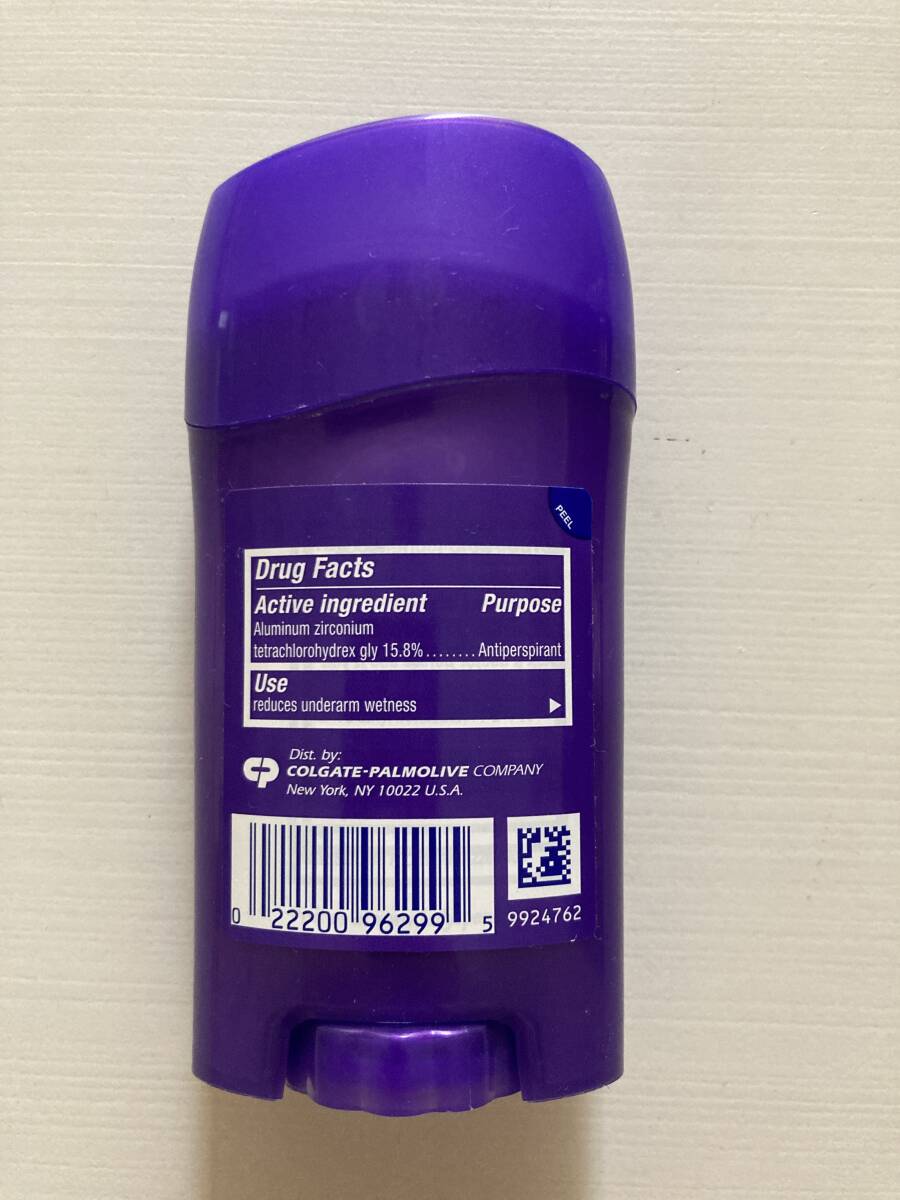 PEEL
Drug Facts
Active ingredient Purpose
Aluminum zirconium
tetrachlorohydrex gly 15.8%........Antiperspirant
Use
reduces underarm wetness
Dist. by:
COLGATE-PALMOLIVE COMPANY
New York, NY 10022 U.S.A.
0 22200 96299 5
9924762